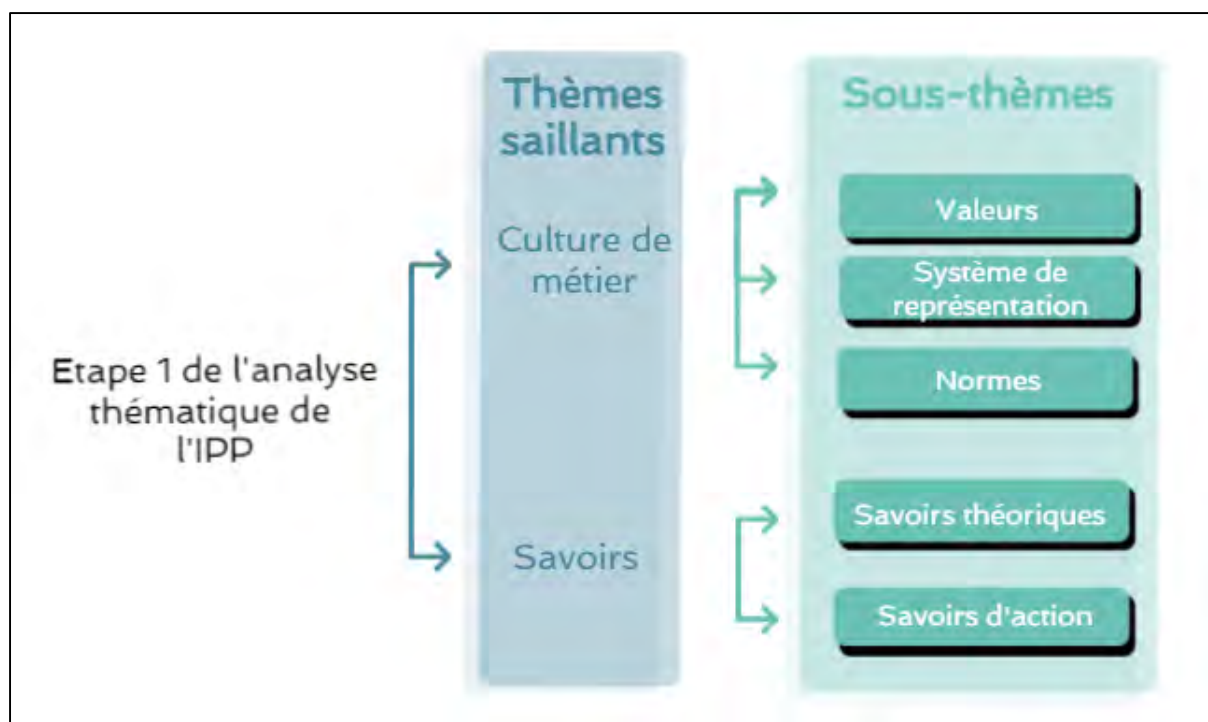 Thèmes
saillants
Sous-thèmes
Culture de
métier
Valeurs
Système de
représentation
Normes
Etape 1 de l'analyse
thématique de
l'IPP
Savoirs
Savoirs théoriques
Savoirs d'action